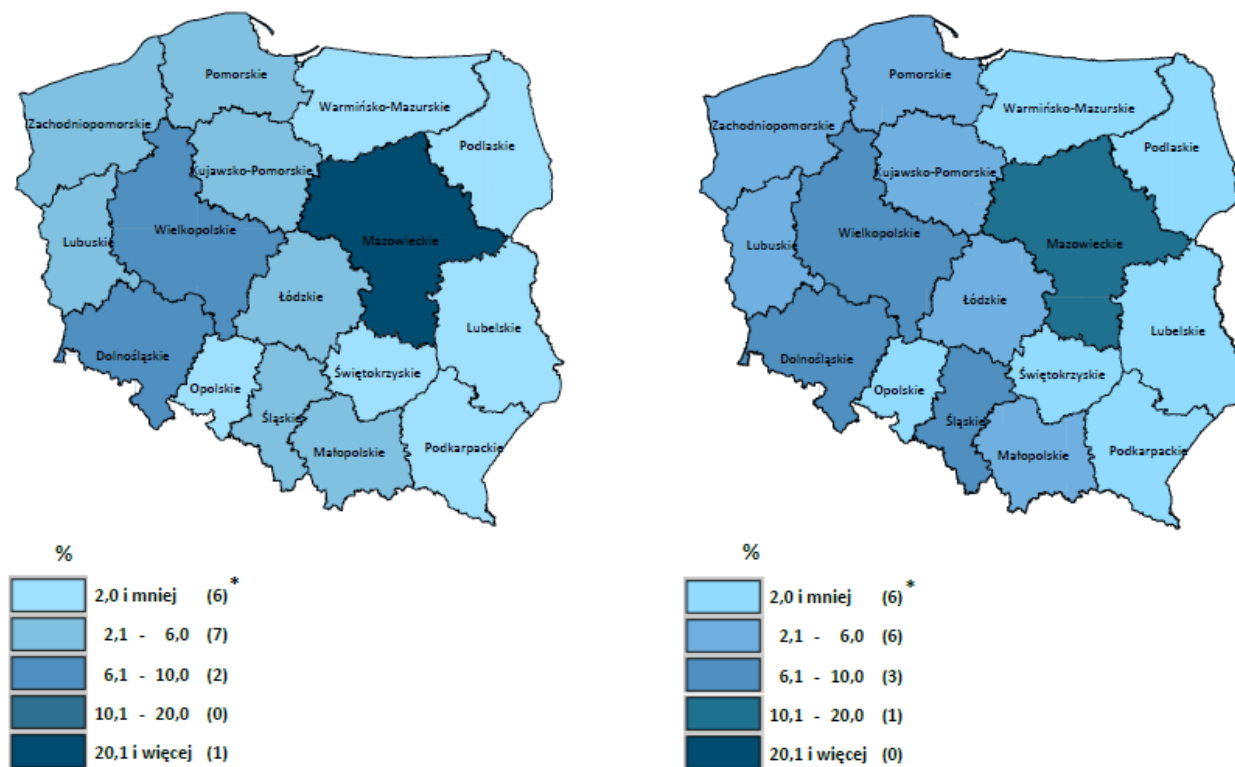 Pomorskie
Warmińsko-Mazurskie
Zachodniopomorskie
Podlaskie
Kujawsko-Pomorskie
Lubuskie
Wielkopolskie
Mazowieckie
Łódzkie
Lubelskie
Dolnośląskie
Opolskie
Świętokrzyskie
Śląskie
Małopolskie
Podkarpackie
%
2,0 i mniej (6)*
2,1 - 6,0 (7)
6,1 - 10,0 (2)
10,1 - 20,0 (0)
20,1 i więcej (1)
Pomorskie
Warmińsko-Mazurskie
Zachodniopomorskie
Podlaskie
Kujawsko-Pomorskie
Lubuskie
Wielkopolskie
Mazowieckie
Łódzkie
Lubelskie
Dolnośląskie
Opolskie
Świętokrzyskie
Śląskie
Małopolskie
Podkarpackie
%
2,0 i mniej (6)*
2,1 - 6,0 (6)
6,1 - 10,0 (3)
10,1 - 20,0 (1)
20,1 i więcej (0)